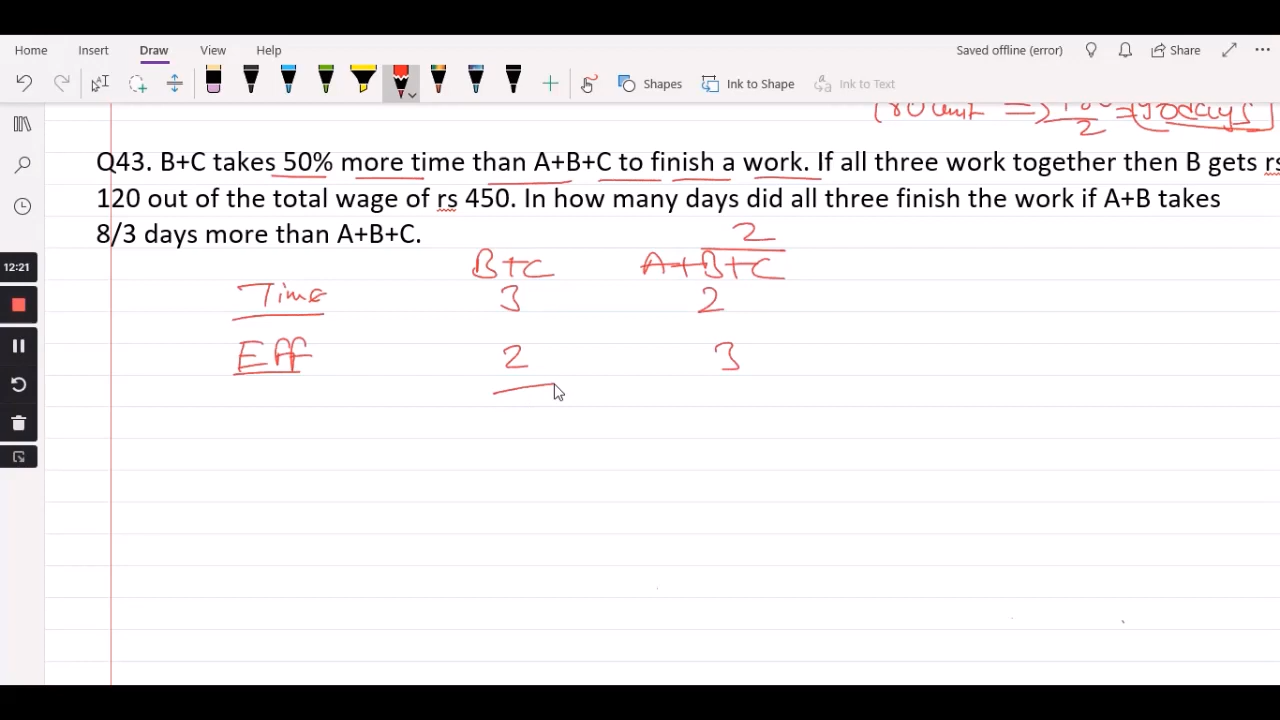 Home Insert Draw View Help Saved offline (error) Share
Shapes Ink to Shape Ink to Text
2
Q43. B+C takes 50% more time than A+B+C to finish a work. If all three work together then B gets rs
120 out of the total wage of rs 450. In how many days did all three finish the work if A+B takes
8/3 days more than A+B+C.
2
B+C A+B+C
Time 3 2
Eff 2 3
12:21